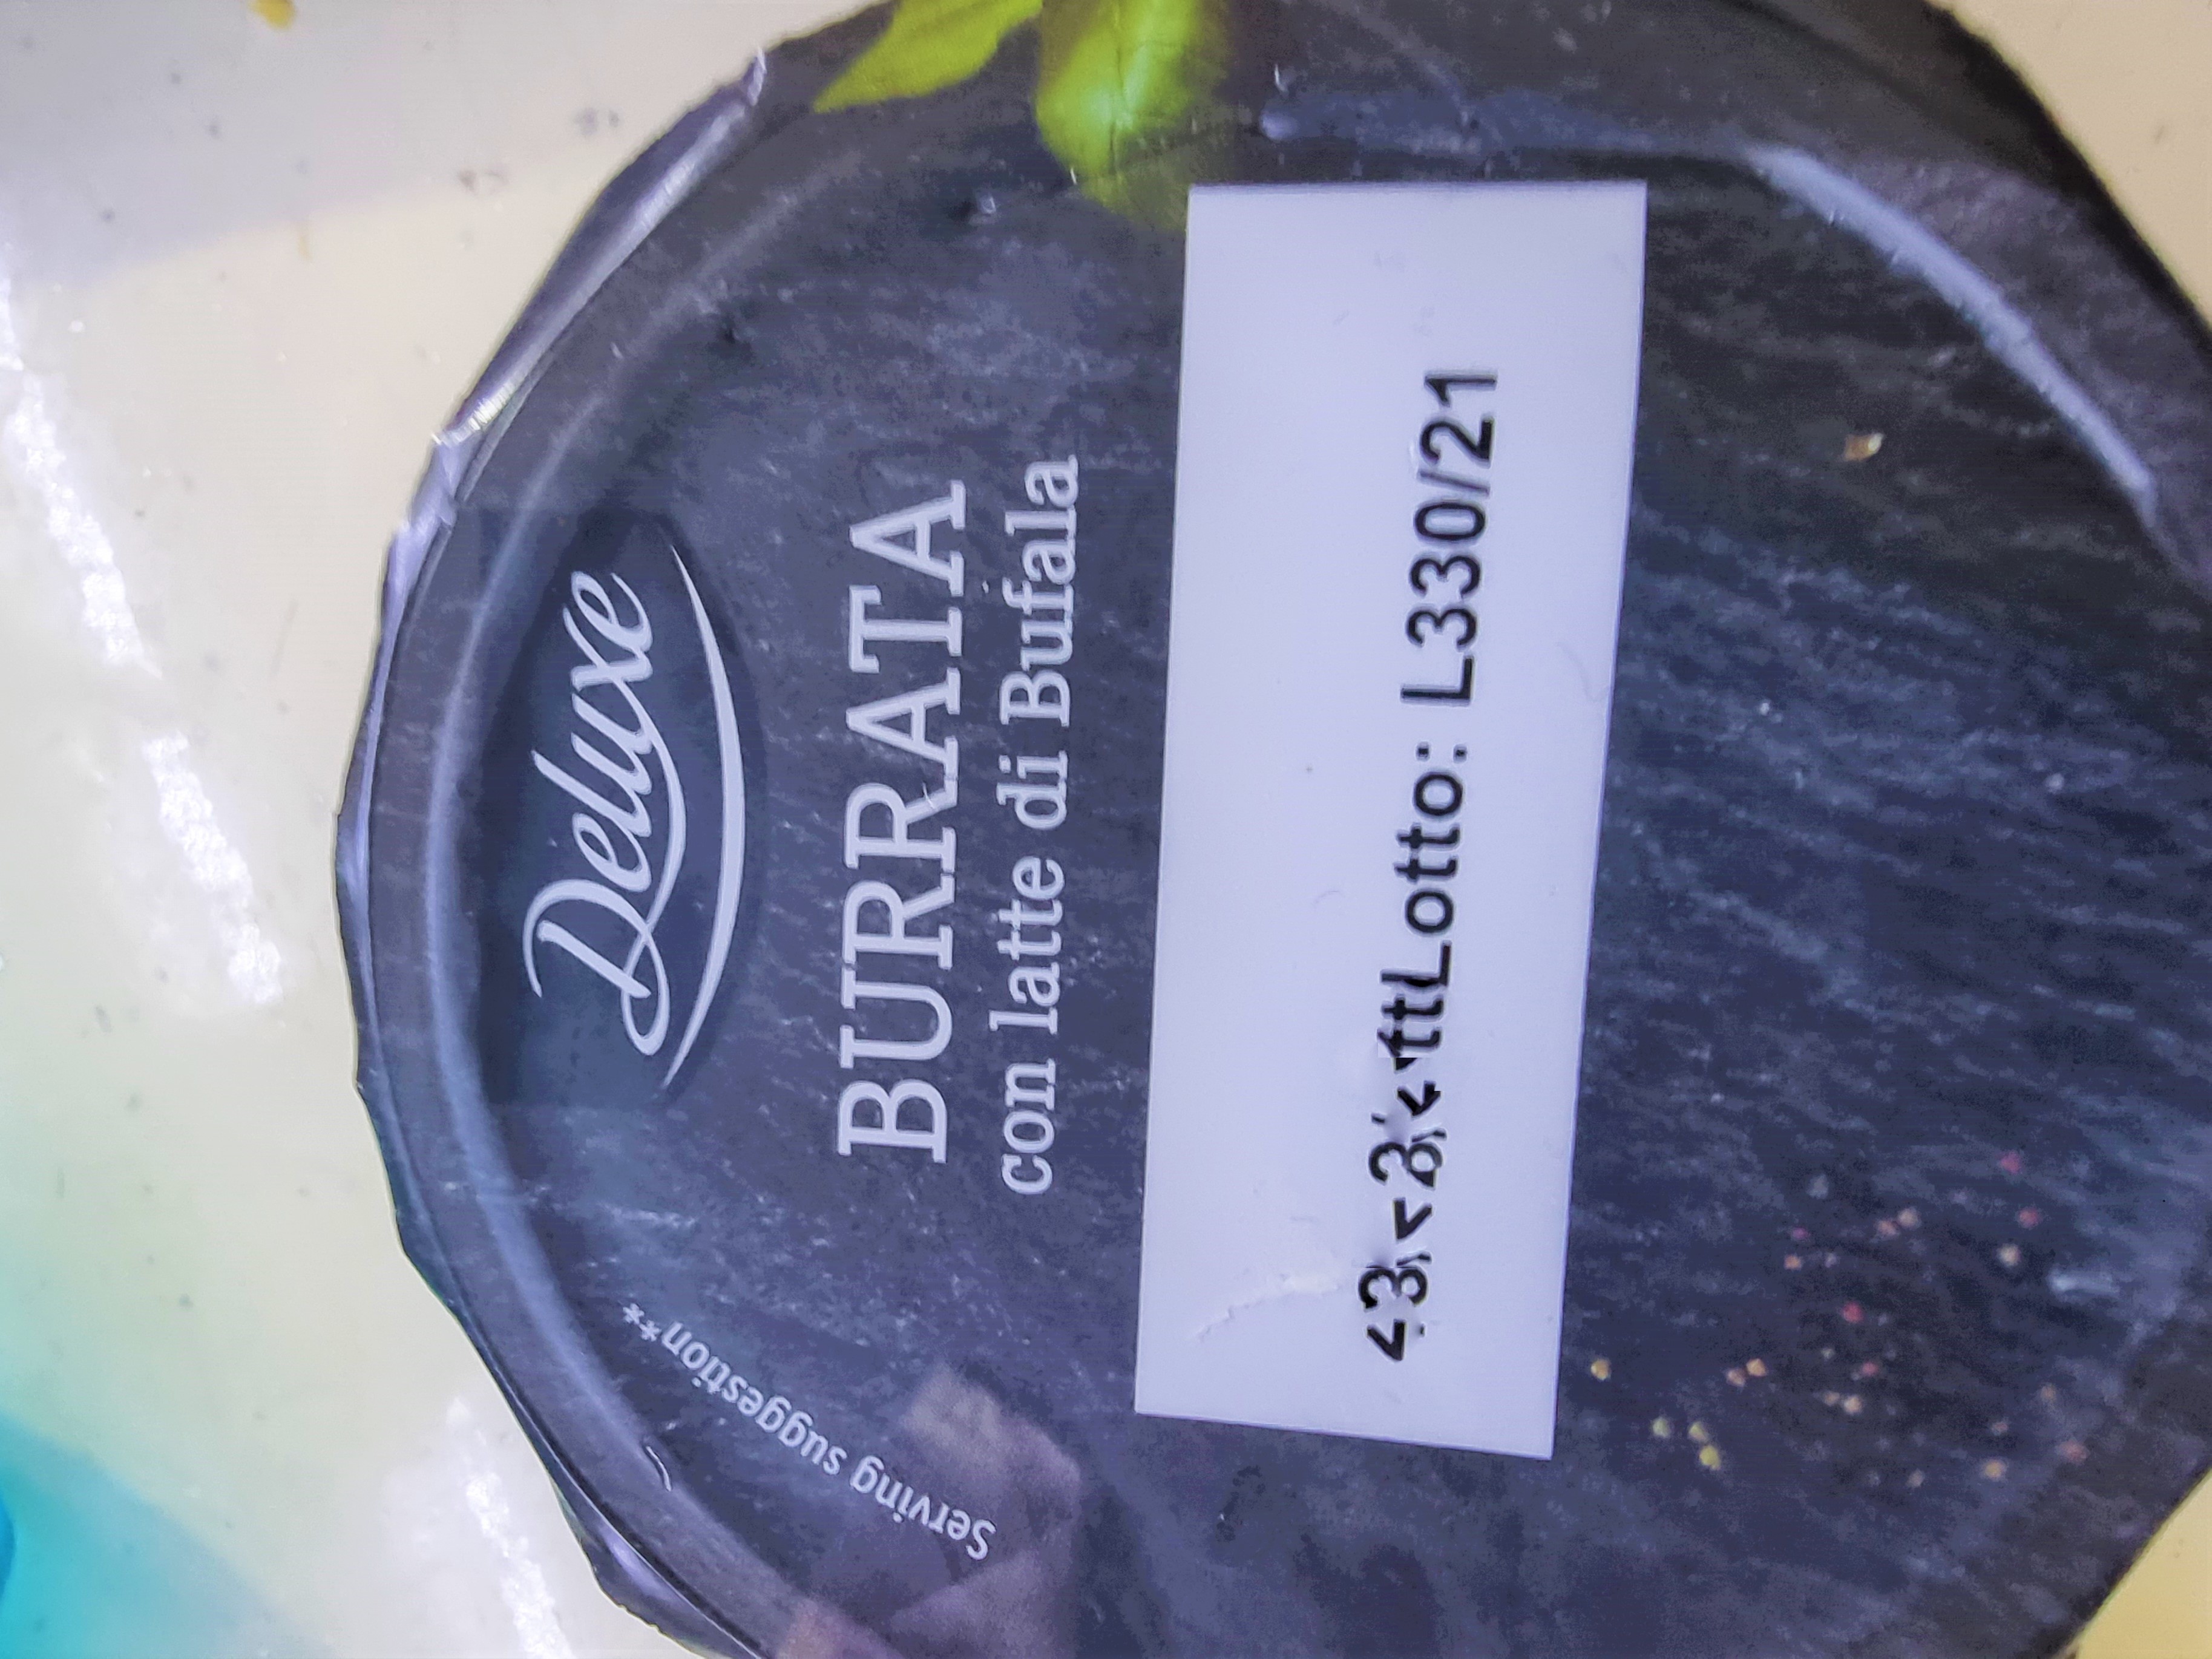 Deluxe
BURRATA
con latte di Bufala
Lotto: L330/21
Serving suggestion**